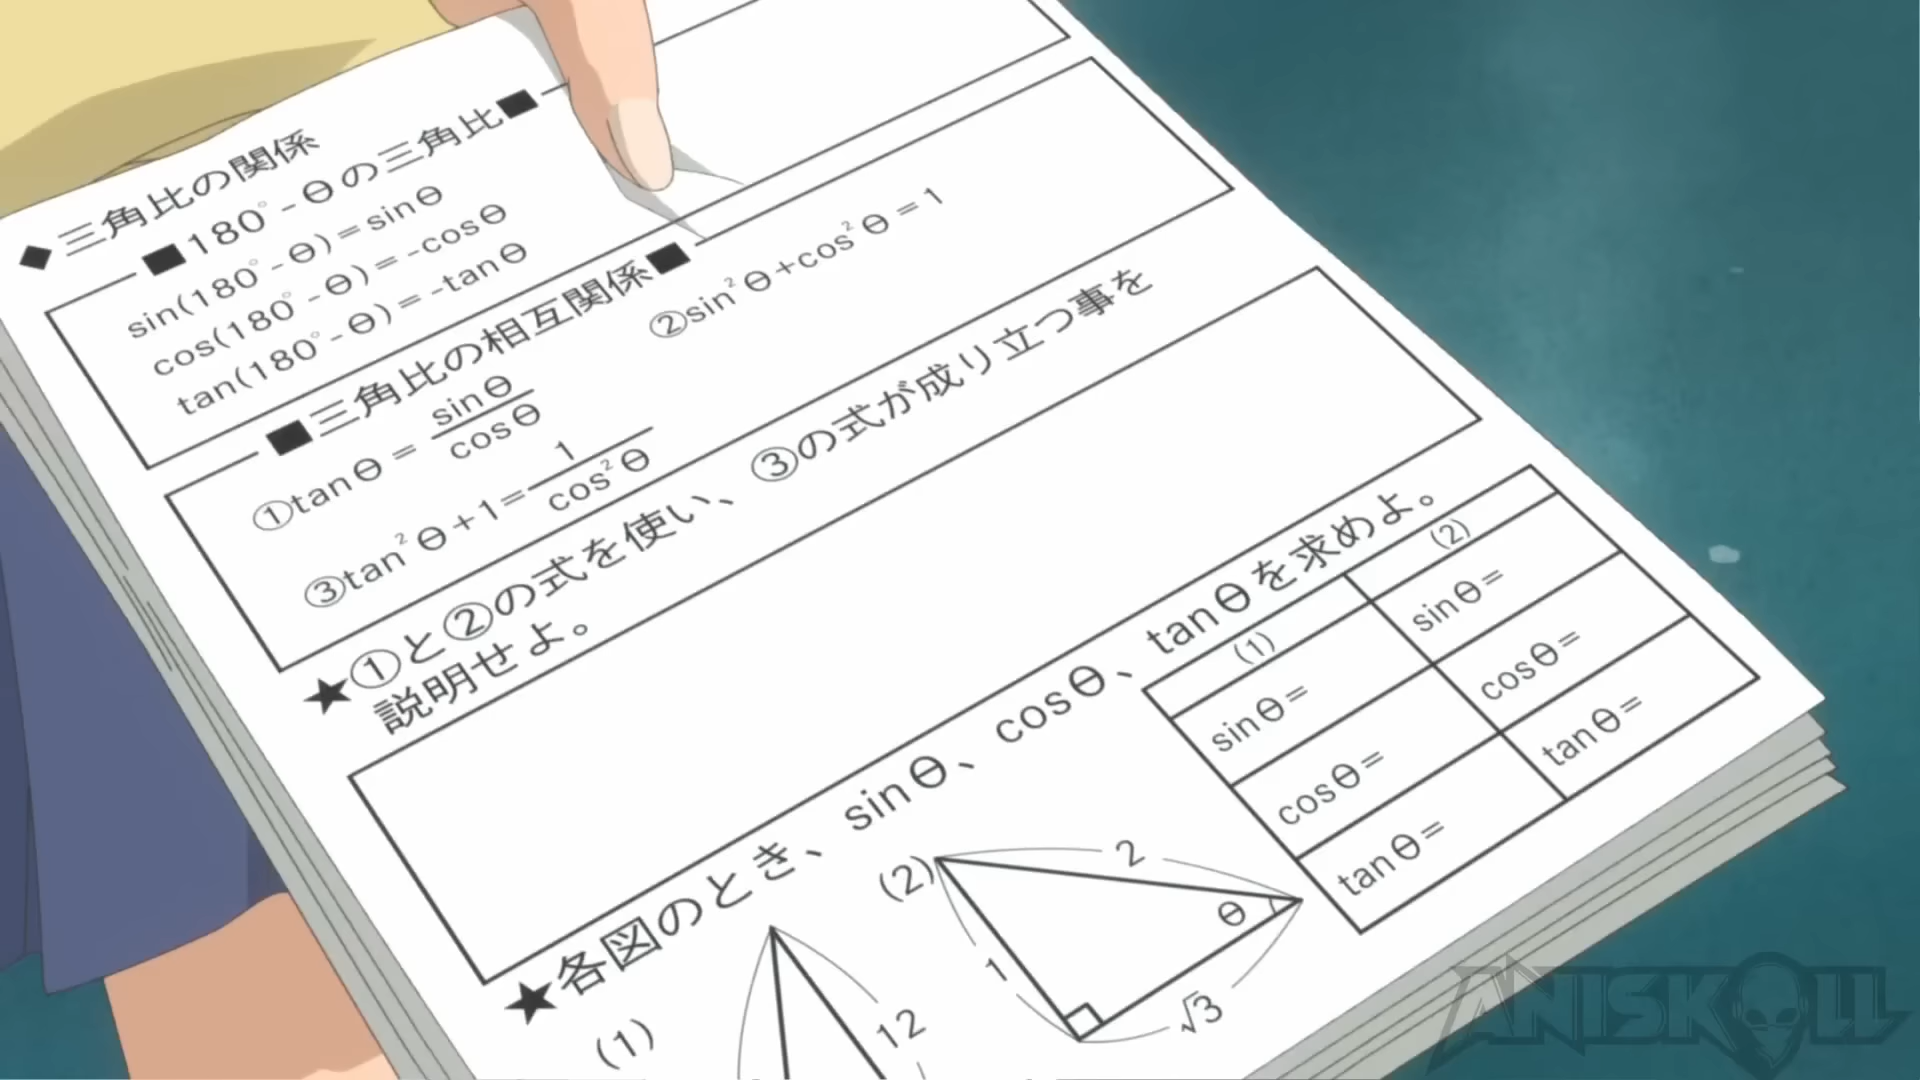 ◆三角比の関係
■180°-θの三角比■
sin(180°-θ)=sinθ
cos(180°-θ)=-cosθ
tan(180°-θ)=-tanθ
■三角比の相互関係■
①tanθ=sinθ/cosθ
②sin²θ+cos²θ=1
③tan²θ+1=1/cos²θ
★①と②の式を使い、③の式が成り立つ事を
説明せよ。
★各図のとき、sinθ、cosθ、tanθを求めよ。
(1)
12
(2)
2
θ
1
√3
(1)
(2)
sinθ=
sinθ=
cosθ=
cosθ=
tanθ=
tanθ=
ANISKULL